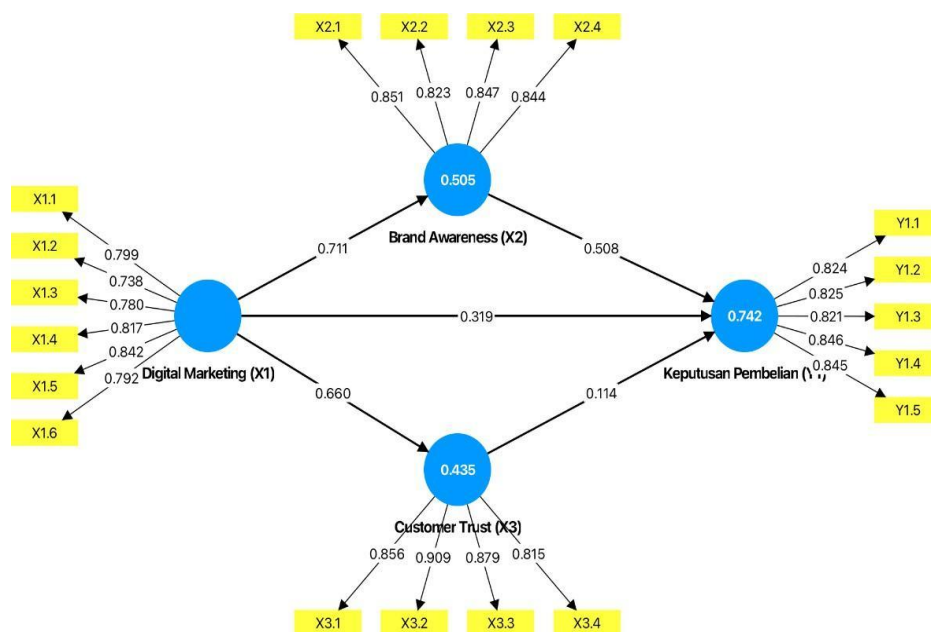 X2.1 X2.2 X2.3 X2.4
0.851 0.823 0.847 0.844
0.505
Brand Awareness (X2)
X1.1
X1.2
X1.3
X1.4
X1.5
X1.6
0.799
0.738
0.780
0.817
0.842
0.792
Digital Marketing (X1)
0.711
0.508
0.319
0.660
0.114
0.742
Keputusan Pembelian (Y1)
0.824
0.825
0.821
0.846
0.845
Y1.1
Y1.2
Y1.3
Y1.4
Y1.5
0.435
Customer Trust (X3)
0.856 0.909 0.879 0.815
X3.1 X3.2 X3.3 X3.4